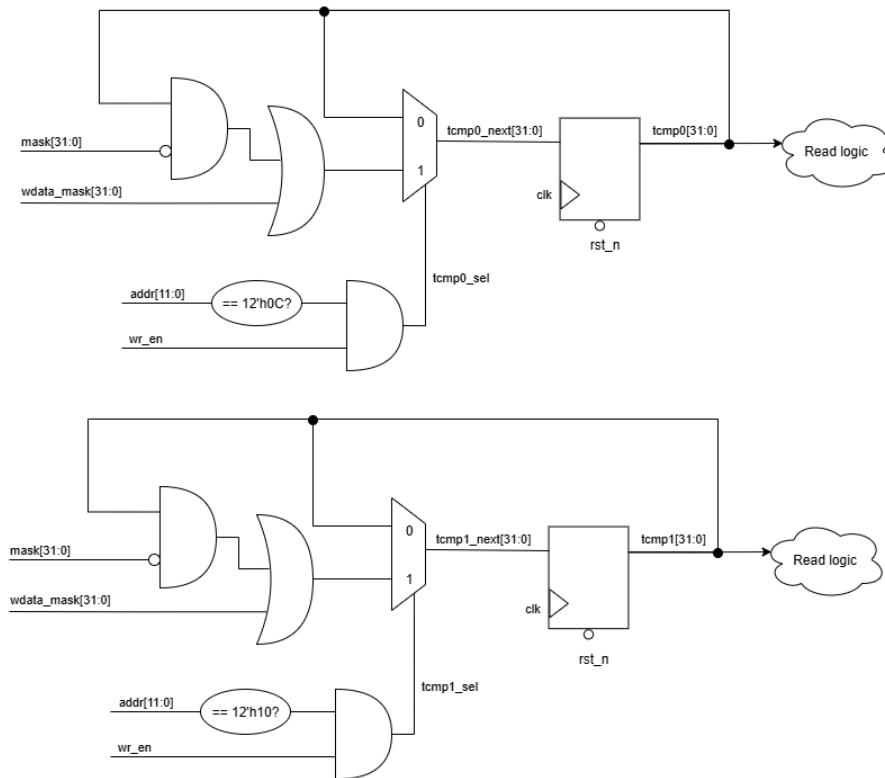 mask[31:0]
wdata_mask[31:0]
0
1
tcmp0_next[31:0]
tcmp0[31:0]
Read logic
clk
rst_n
addr[11:0]
== 12'h0C?
tcmp0_sel
wr_en
mask[31:0]
wdata_mask[31:0]
0
1
tcmp1_next[31:0]
tcmp1[31:0]
Read logic
clk
rst_n
addr[11:0]
== 12'h10?
tcmp1_sel
wr_en